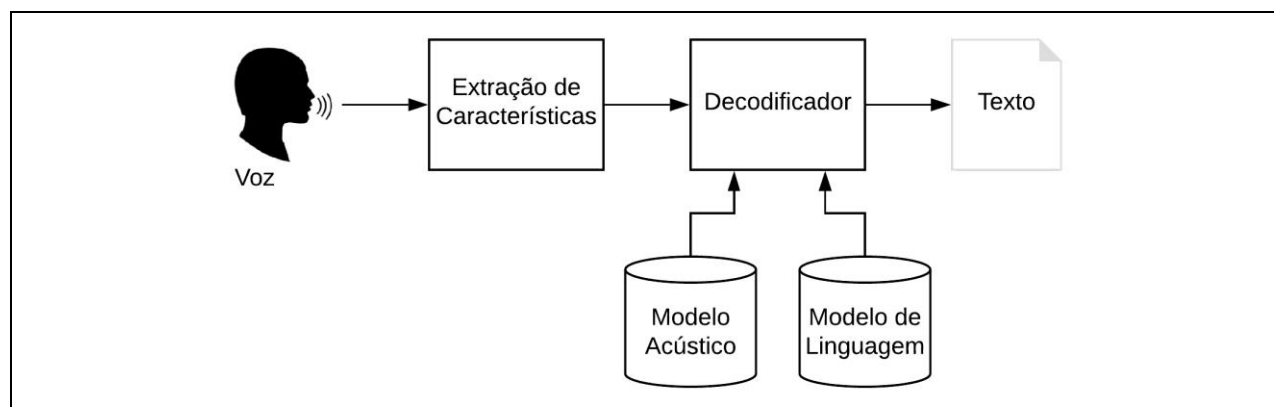 Voz
Extração de
Características
Decodificador
Texto
Modelo
Acústico
Modelo de
Linguagem